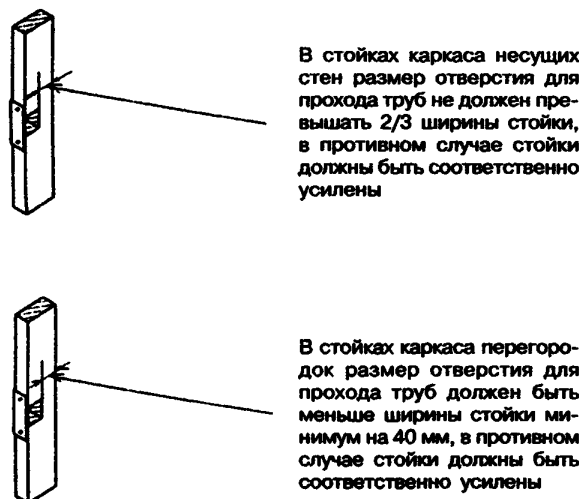 В стойках каркаса несущих
стен размер отверстия для
прохода труб не должен пре-
вышать 2/3 ширины стойки,
в противном случае стойки
должны быть соответственно
усилены
В стойках каркаса перегоро-
док размер отверстия для
прохода труб должен быть
меньше ширины стойки ми-
нимум на 40 мм, в противном
случае стойки должны быть
соответственно усилены